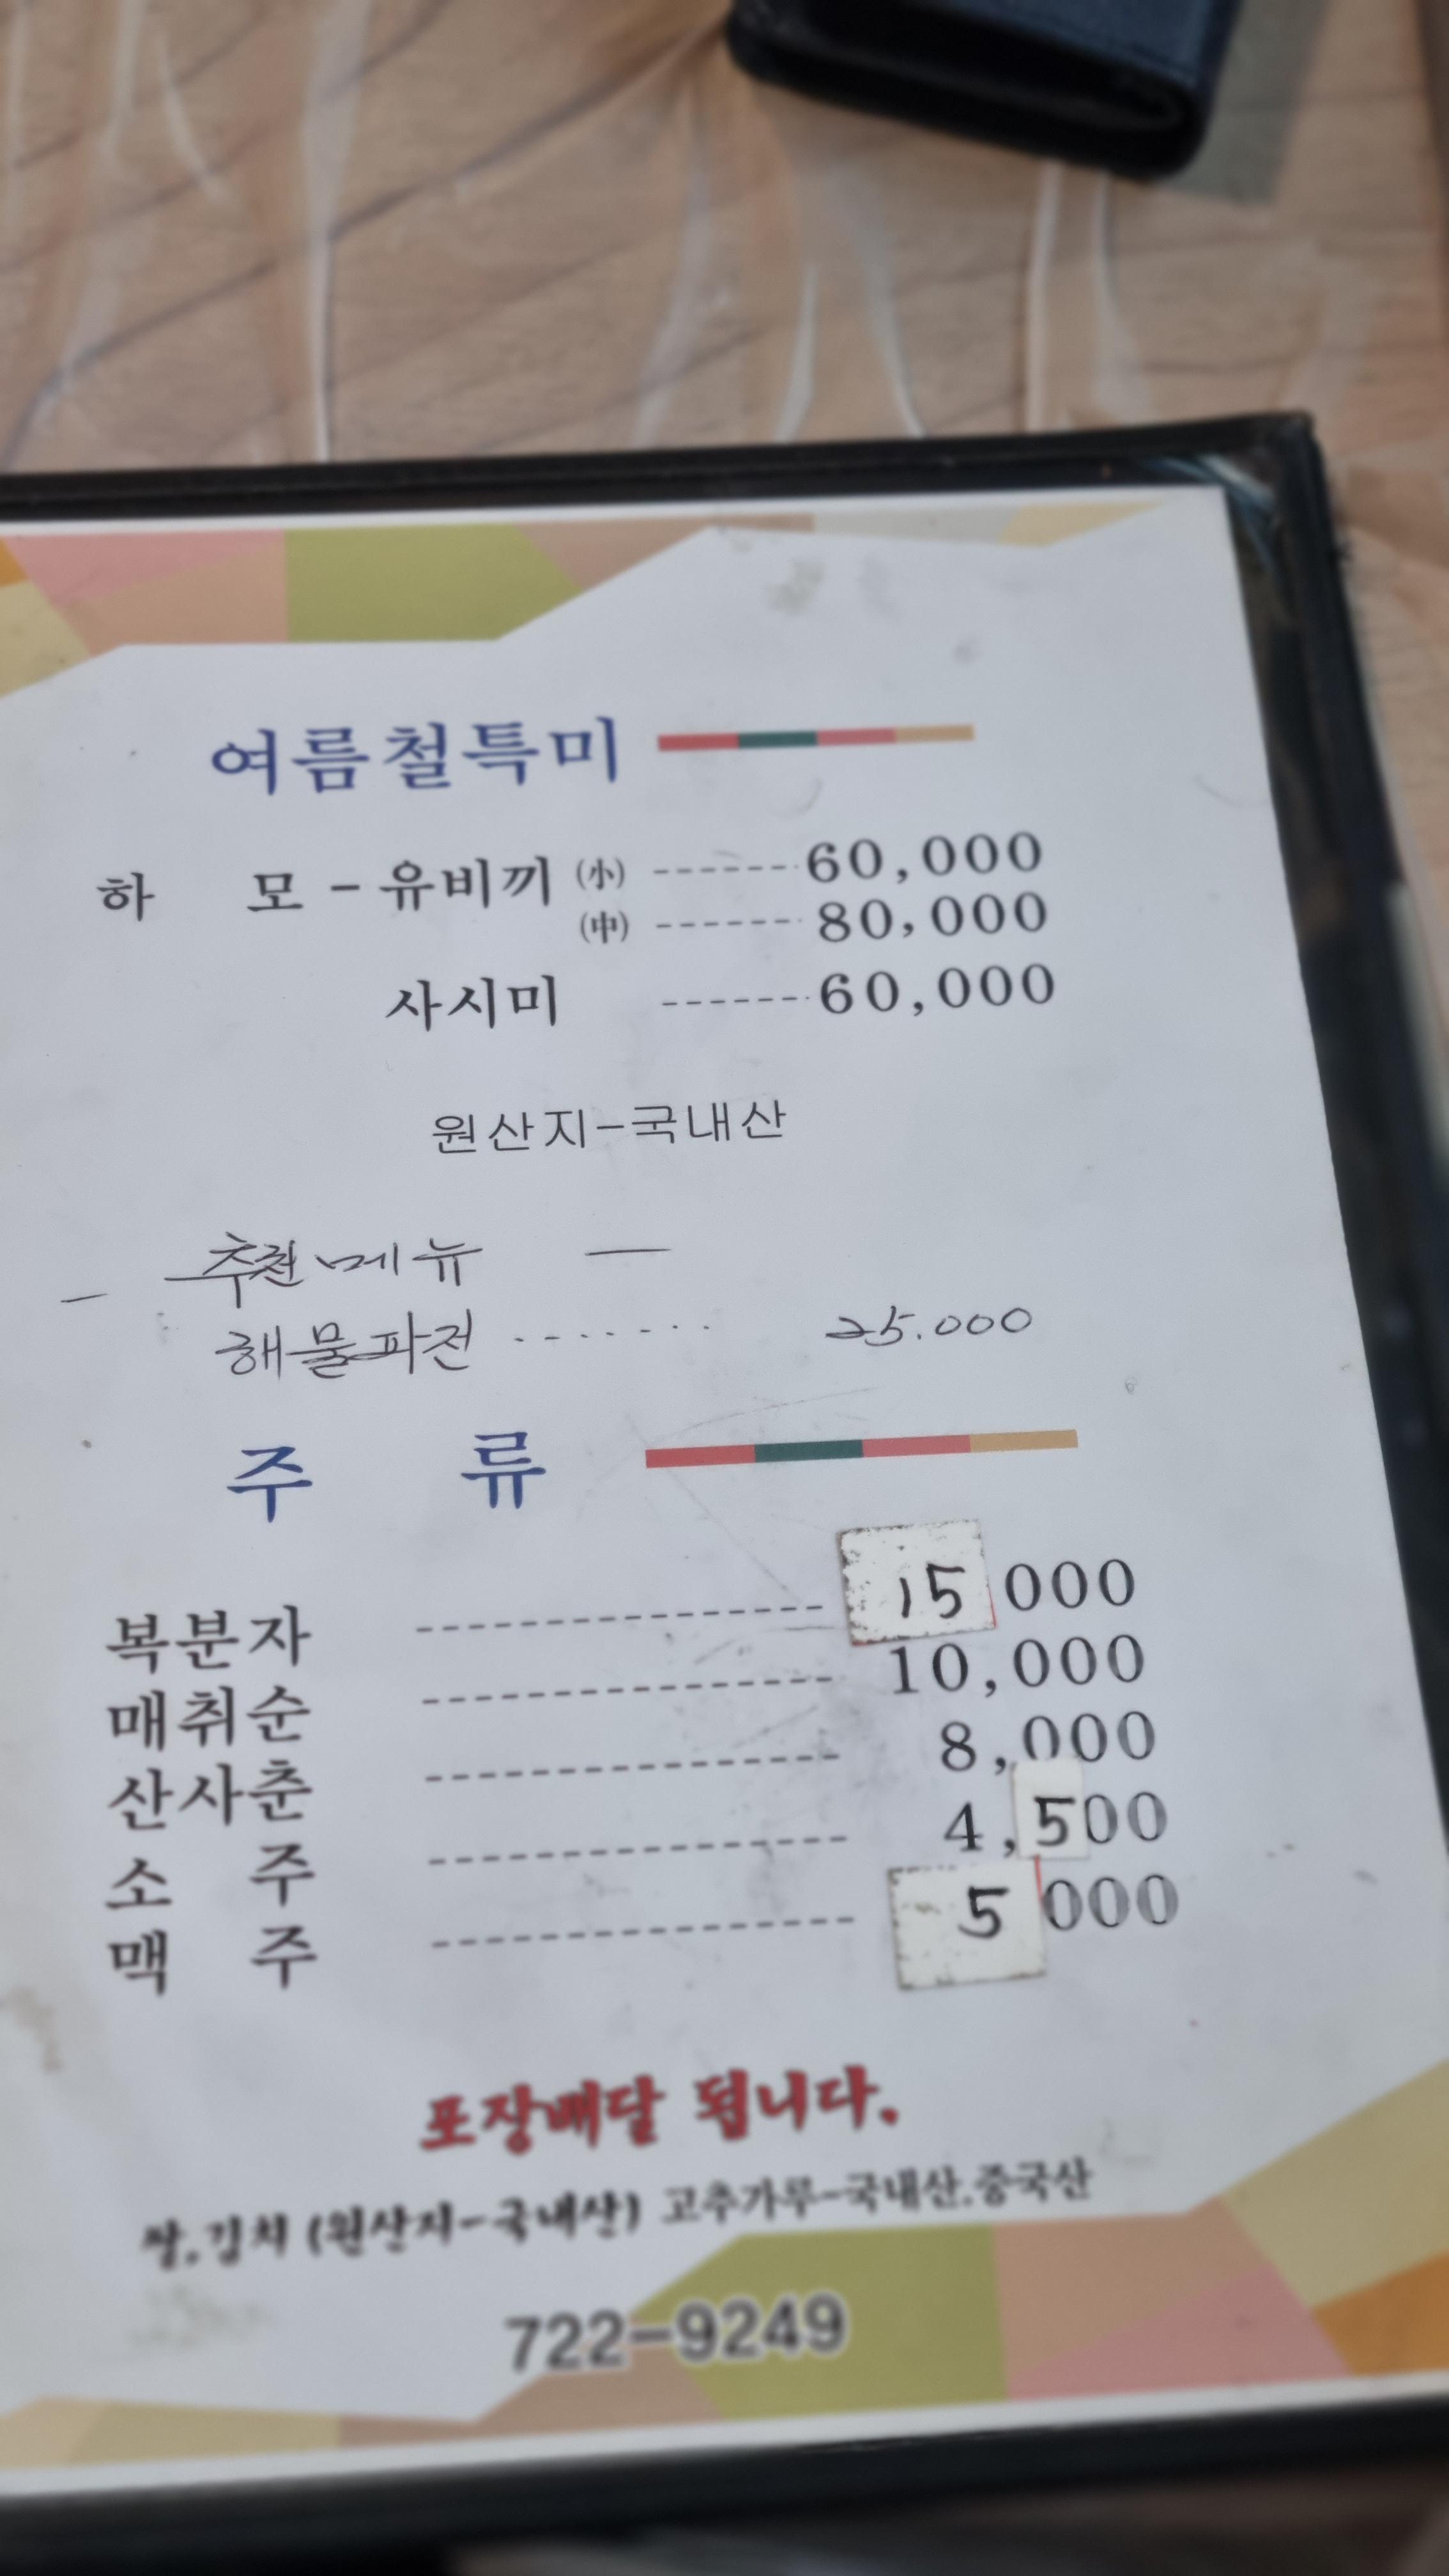 여름철특미
하 모 - 유비끼 (小) ------ 60,000
(中) ------ 80,000
사시미 ------ 60,000
원산지-국내산
- 추천메뉴 -
해물파전 ········ 25.000
주 류
복분자 ---------------- 15 000
매취순 ---------------- 10,000
산사춘 ---------------- 8,000
소 주 ---------------- 4,500
맥 주 ---------------- 5 000
포장배달 됩니다.
쌀,김치 (원산지-국내산) 고추가루-국내산,중국산
722-9249